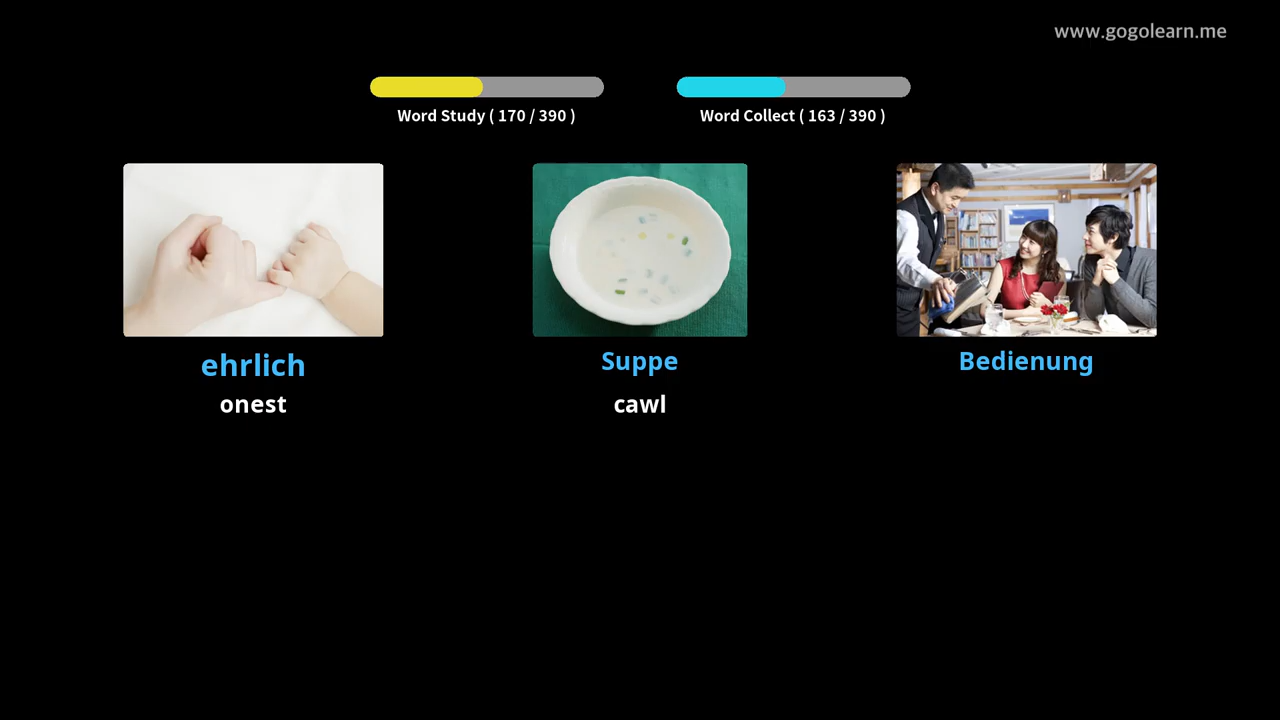 www.gogolearn.me
Word Study ( 170 / 390 )
Word Collect ( 163 / 390 )
ehrlich
onest
Suppe
cawl
Bedienung